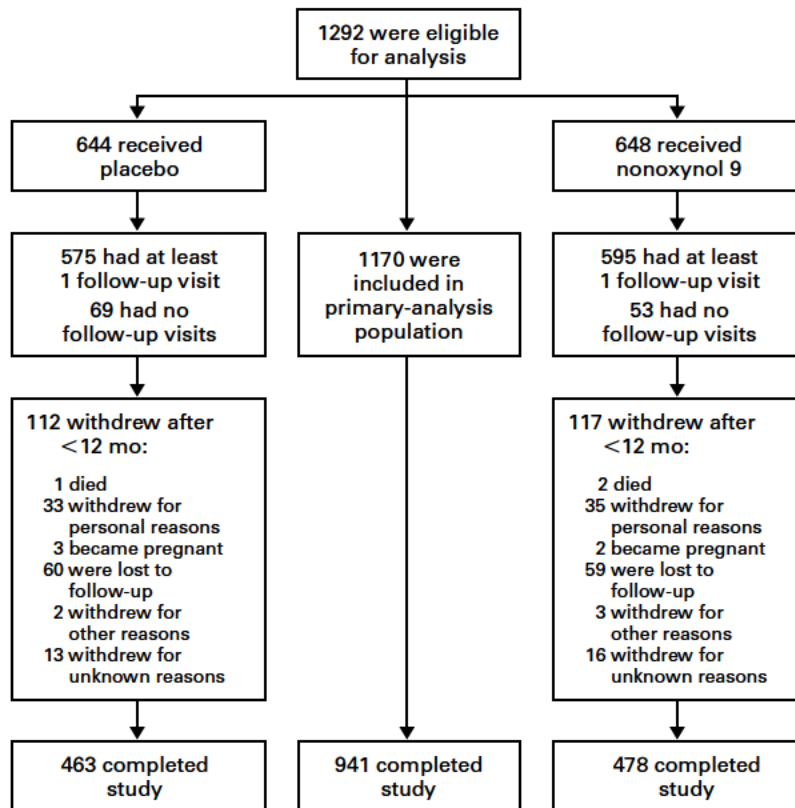 1292 were eligible
for analysis
644 received
placebo
648 received
nonoxynol 9
575 had at least
1 follow-up visit
69 had no
follow-up visits
1170 were
included in
primary-analysis
population
595 had at least
1 follow-up visit
53 had no
follow-up visits
112 withdrew after
<12 mo:
1 died
33 withdrew for
personal reasons
3 became pregnant
60 were lost to
follow-up
2 withdrew for
other reasons
13 withdrew for
unknown reasons
117 withdrew after
<12 mo:
2 died
35 withdrew for
personal reasons
2 became pregnant
59 were lost to
follow-up
3 withdrew for
other reasons
16 withdrew for
unknown reasons
463 completed
study
941 completed
study
478 completed
study